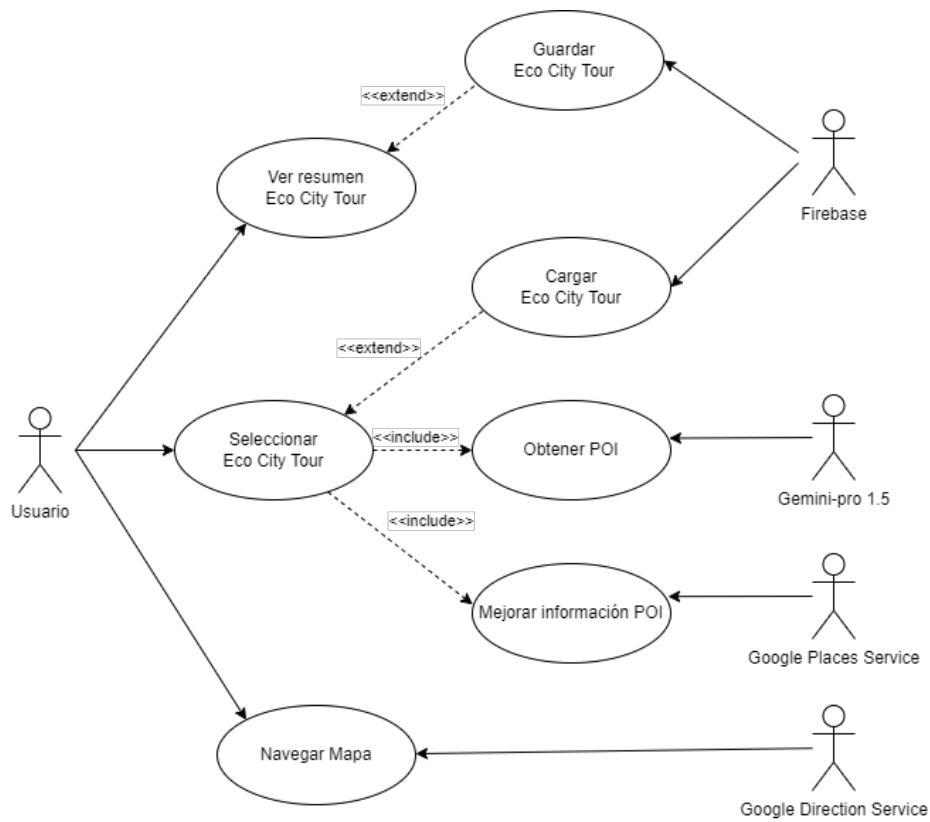 Guardar
Eco City Tour
<<extend>>
Ver resumen
Eco City Tour
Firebase
Cargar
Eco City Tour
<<extend>>
Seleccionar
Eco City Tour
<<include>>
Obtener POI
Gemini-pro 1.5
Usuario
<<include>>
Mejorar información POI
Google Places Service
Navegar Mapa
Google Direction Service